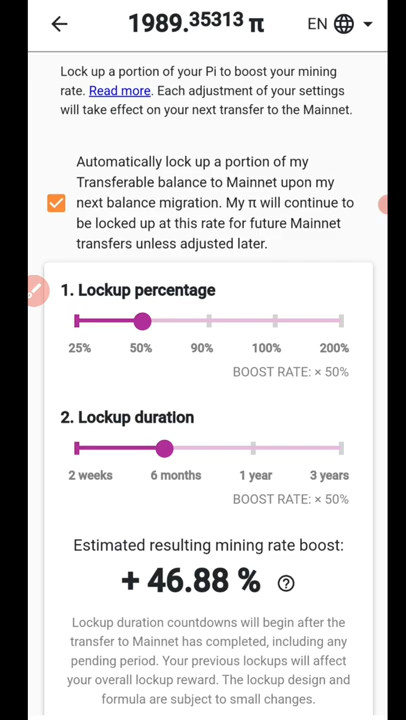 1989.35313 π
EN
Lock up a portion of your Pi to boost your mining
rate. Read more. Each adjustment of your settings
will take effect on your next transfer to the Mainnet.
Automatically lock up a portion of my
Transferable balance to Mainnet upon my
next balance migration. My π will continue to
be locked up at this rate for future Mainnet
transfers unless adjusted later.
1. Lockup percentage
25% 50% 90% 100% 200%
BOOST RATE: × 50%
2. Lockup duration
2 weeks 6 months 1 year 3 years
BOOST RATE: × 50%
Estimated resulting mining rate boost:
+ 46.88 % ?
Lockup duration countdowns will begin after the
transfer to Mainnet has completed, including any
pending period. Your previous lockups will affect
your overall lockup reward. The lockup design and
formula are subject to small changes.